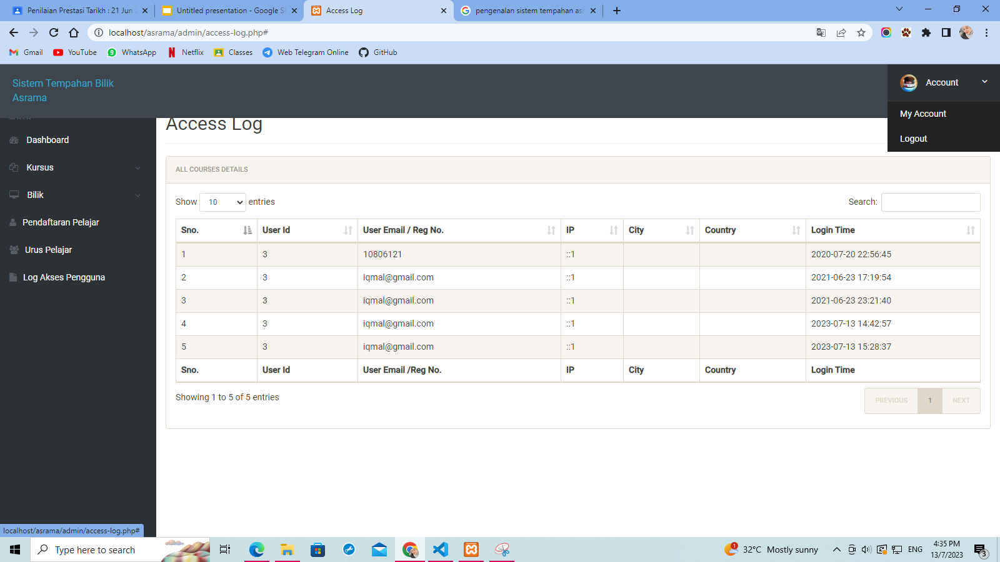 Penilaian Prestasi Tarikh : 21 Jun
Untitled presentation - Google Sl
Access Log
pengenalan sistem tempahan asr
localhost/asrama/admin/access-log.php#
Gmail
YouTube
9
WhatsApp
Netflix
Classes
Web Telegram Online
GitHub
Sistem Tempahan Bilik
Asrama
Account
My Account
Logout
Dashboard
Kursus
Bilik
Pendaftaran Pelajar
Urus Pelajar
Log Akses Pengguna
Access Log
ALL COURSES DETAILS
Show 10 entries
Search:
Sno. User Id User Email / Reg No. IP City Country Login Time
1 3 10806121 ::1 2020-07-20 22:56:45
2 3 iqmal@gmail.com ::1 2021-06-23 17:19:54
3 3 iqmal@gmail.com ::1 2021-06-23 23:21:40
4 3 iqmal@gmail.com ::1 2023-07-13 14:42:57
5 3 iqmal@gmail.com ::1 2023-07-13 15:28:37
Sno. User Id User Email /Reg No. IP City Country Login Time
Showing 1 to 5 of 5 entries
PREVIOUS 1 NEXT
localhost/asrama/admin/access-log.php#
Type here to search
1
32°C Mostly sunny
ENG
4:35 PM
13/7/2023
3